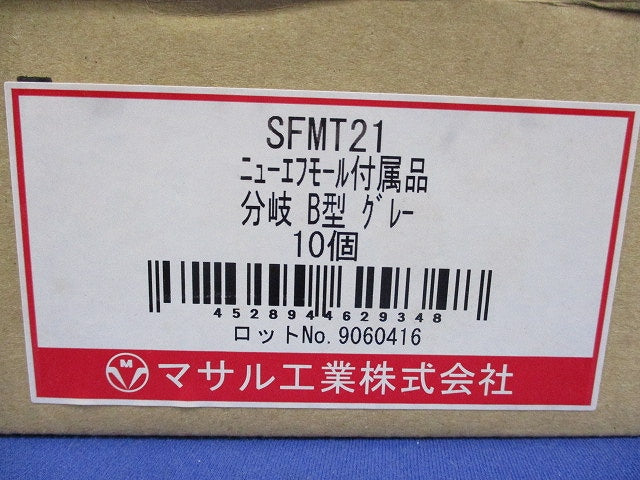 SFMT21
ﾆｭｰｴﾌﾓｰﾙ付属品
分岐 B型 ｸﾞﾚｰ
10個
4528944629348
ロットNo.9060416
M マサル工業株式会社